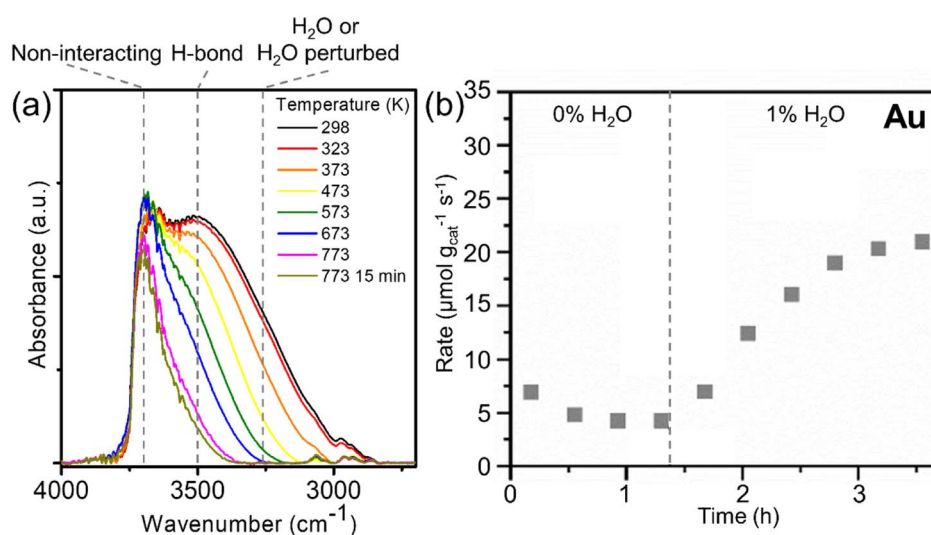 H₂O or
Non-interacting H-bond H₂O perturbed
(a)
Temperature (K)
298
323
373
473
573
673
773
773 15 min
Absorbance (a.u.)
4000 3500 3000
Wavenumber (cm⁻¹)
(b)
0% H₂O 1% H₂O Au
Rate (µmol g_cat⁻¹ s⁻¹)
35
30
25
20
15
10
5
0
0 1 2 3
Time (h)